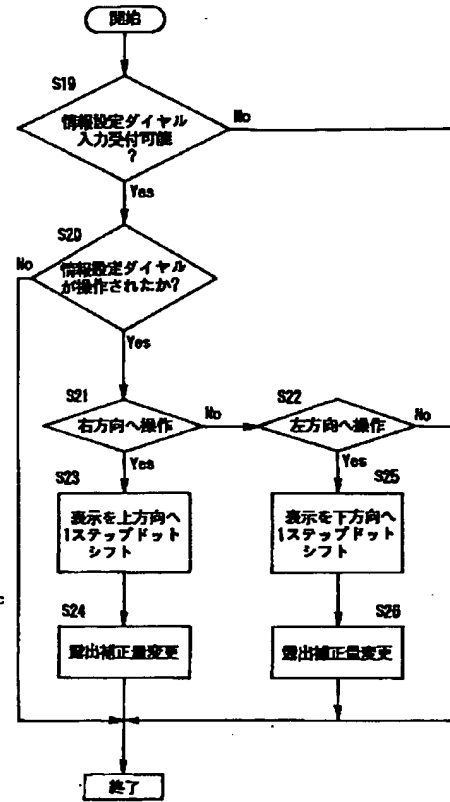 開始
S19
情報設定ダイヤル
入力受付可能
?
No
Yes
S20
No
情報設定ダイヤル
が操作されたか?
Yes
S21
右方向へ操作
No
Yes
S22
左方向へ操作
No
Yes
S23
表示を上方向へ
1ステップドット
シフト
S25
表示を下方向へ
1ステップドット
シフト
S24
露出補正量変更
S26
露出補正量変更
終了